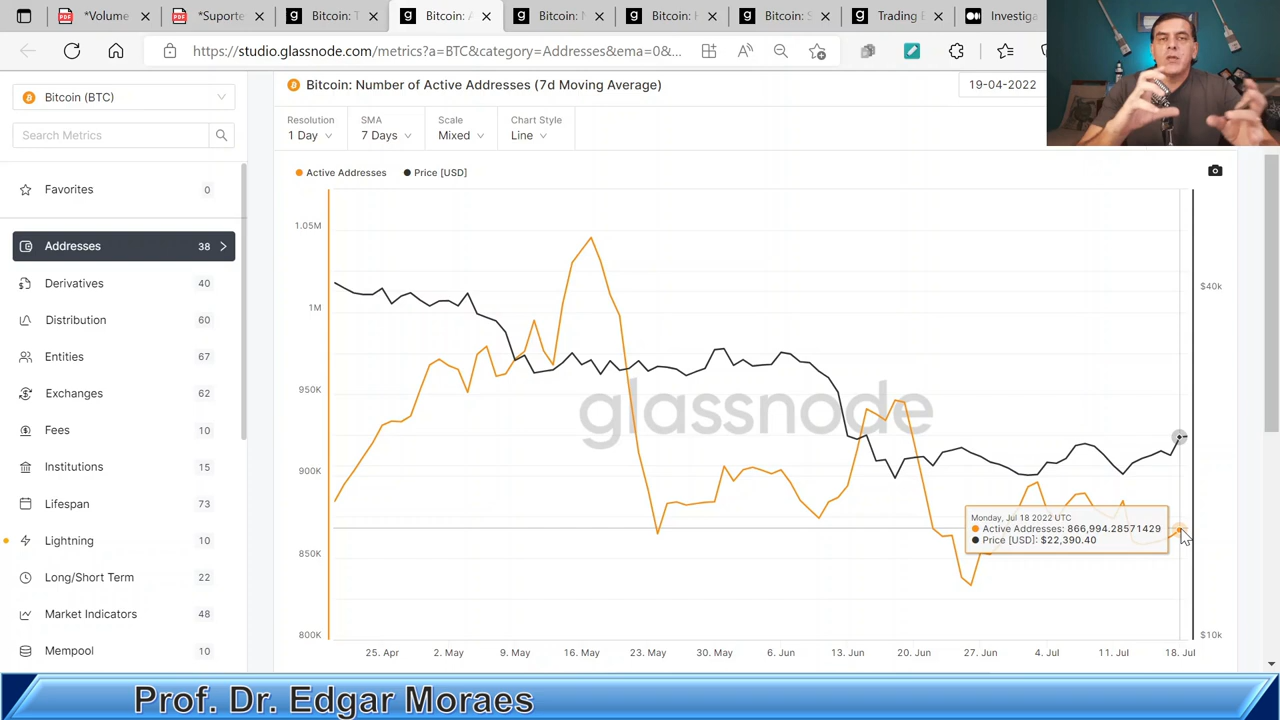 *Volume
*Suporte
Bitcoin: T
Bitcoin: A
Bitcoin: N
Bitcoin:
Bitcoin: S
Trading E
Investiga
https://studio.glassnode.com/metrics?a=BTC&category=Addresses&ema=0&...
Bitcoin (BTC)
Search Metrics
Favorites 0
Addresses 38
Derivatives 40
Distribution 60
Entities 67
Exchanges 62
Fees 10
Institutions 15
Lifespan 73
Lightning 10
Long/Short Term 22
Market Indicators 48
Mempool 10
Bitcoin: Number of Active Addresses (7d Moving Average)
19-04-2022
Resolution
1 Day
SMA
7 Days
Scale
Mixed
Chart Style
Line
Active Addresses
Price [USD]
1.05M
1M
950K
900K
850K
800K
$40k
$10k
glassnode
Monday, Jul 18 2022 UTC
Active Addresses: 866,994.28571429
Price [USD]: $22,390.40
25. Apr
2. May
9. May
16. May
23. May
30. May
6. Jun
13. Jun
20. Jun
27. Jun
4. Jul
11. Jul
18. Jul
Prof. Dr. Edgar Moraes